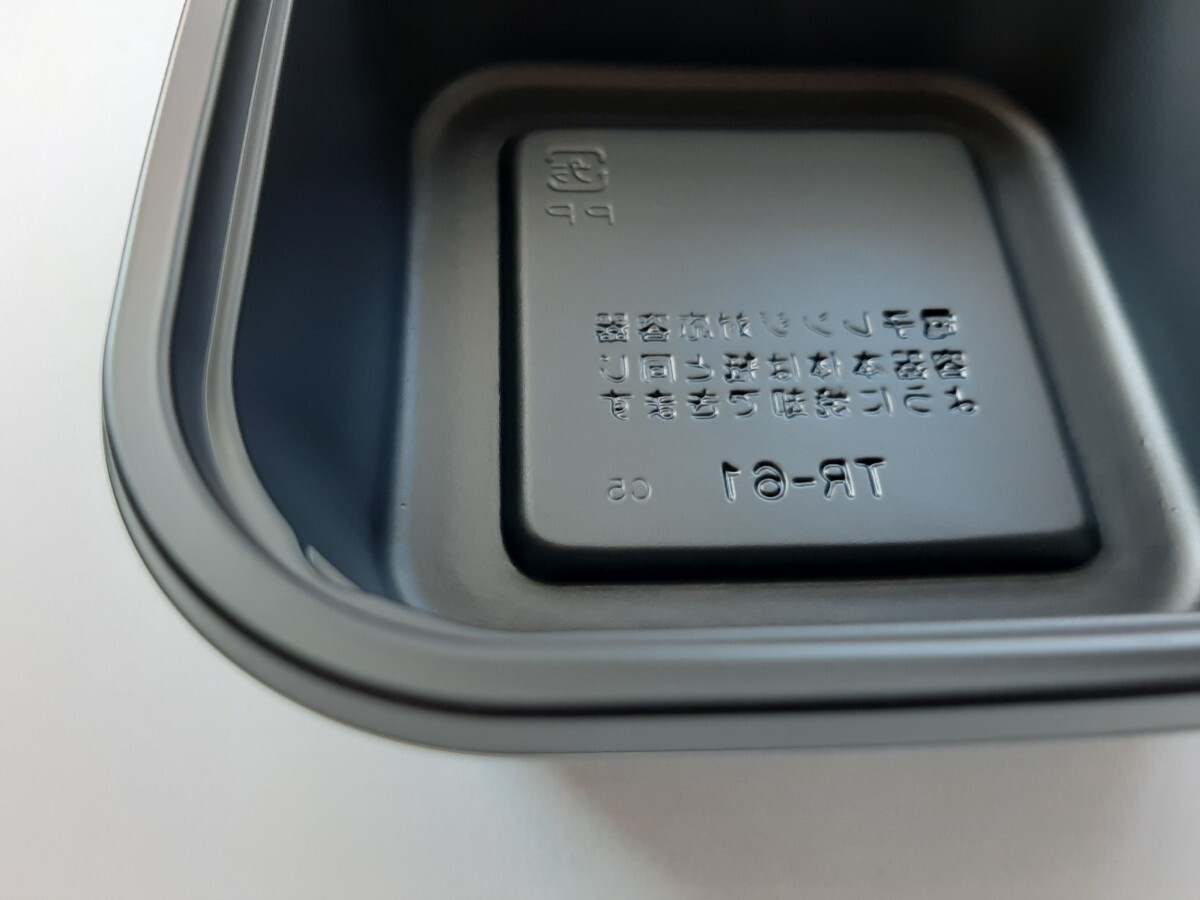 プラ
PP
電子レンジ対応容器
容器本体は紙と同じ
ように焼却できます
TR-61